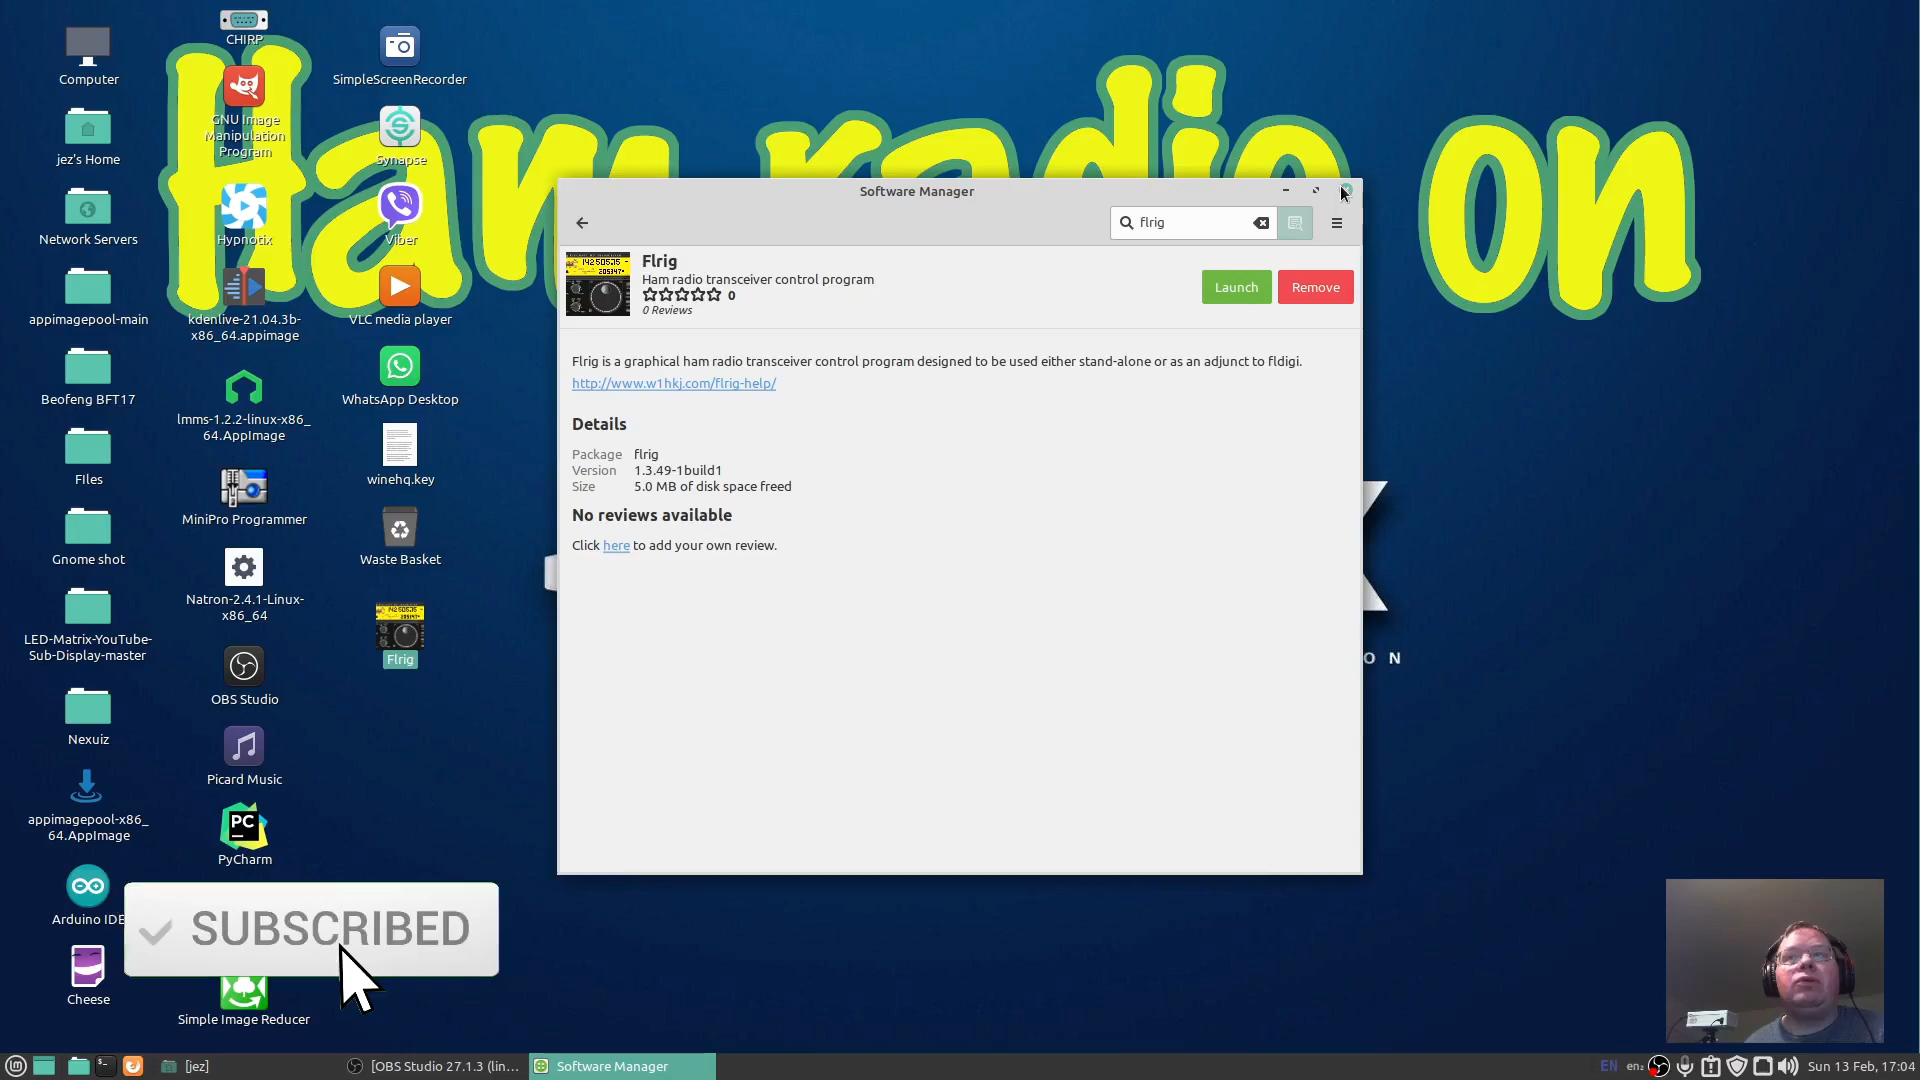 Ham radio on
Computer
jez's Home
Network Servers
appimagepool-main
Beofeng BFT17
FIles
Gnome shot
LED-Matrix-YouTube-
Sub-Display-master
Nexuiz
appimagepool-x86_
64.AppImage
Arduino IDE
Cheese
CHIRP
GNU Image
Manipulation
Program
Hypnotix
kdenlive-21.04.3b-
x86_64.appimage
lmms-1.2.2-linux-x86_
64.AppImage
MiniPro Programmer
Natron-2.4.1-Linux-
x86_64
OBS Studio
Picard Music
PC
PyCharm
Simple Image Reducer
SimpleScreenRecorder
Synapse
Viber
VLC media player
WhatsApp Desktop
winehq.key
Waste Basket
Flrig
Software Manager
flrig
Flrig
Ham radio transceiver control program
0
0 Reviews
Launch
Remove
Flrig is a graphical ham radio transceiver control program designed to be used either stand-alone or as an adjunct to fldigi.
http://www.w1hkj.com/flrig-help/
Details
Package flrig
Version 1.3.49-1build1
Size 5.0 MB of disk space freed
No reviews available
Click here to add your own review.
O N
SUBSCRIBED
[jez]
[OBS Studio 27.1.3 (lin...
Software Manager
EN
en₂
Sun 13 Feb, 17:04